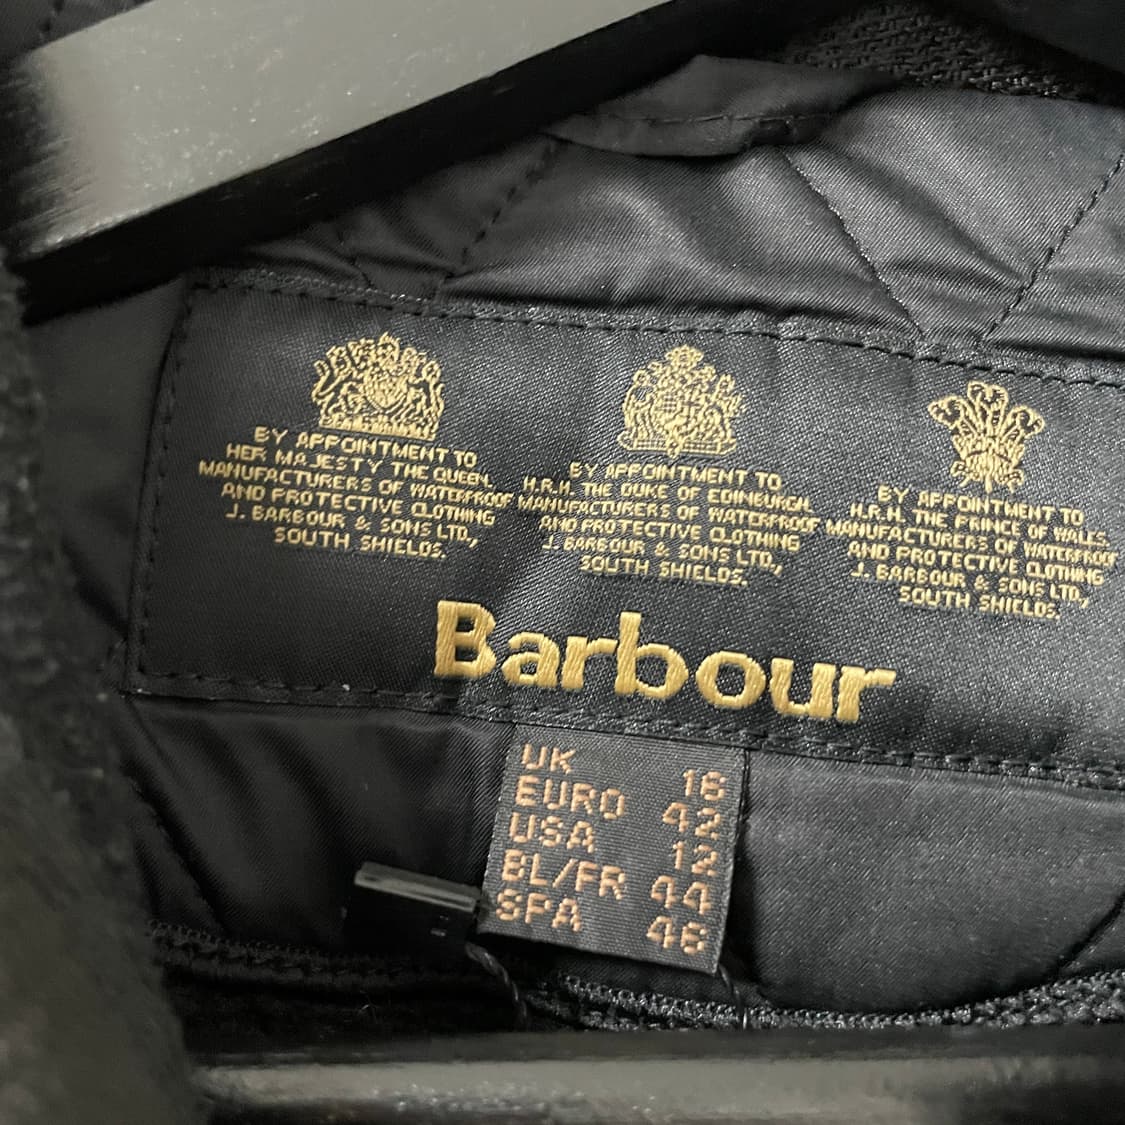 BY APPOINTMENT TO
HER MAJESTY THE QUEEN,
MANUFACTURERS OF WATERPROOF
AND PROTECTIVE CLOTHING
J. BARBOUR & SONS LTD.,
SOUTH SHIELDS.
BY APPOINTMENT TO
H.R.H. THE DUKE OF EDINBURGH,
MANUFACTURERS OF WATERPROOF
AND PROTECTIVE CLOTHING
J. BARBOUR & SONS LTD.,
SOUTH SHIELDS.
BY APPOINTMENT TO
H.R.H. THE PRINCE OF WALES,
MANUFACTURERS OF WATERPROOF
AND PROTECTIVE CLOTHING
J. BARBOUR & SONS LTD,
SOUTH SHIELDS.
Barbour
UK 16
EURO 42
USA 12
BL/FR 44
SPA 46